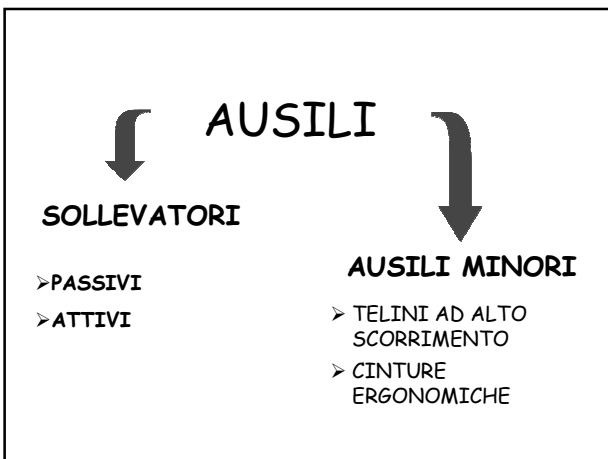 AUSILI
SOLLEVATORI
➢PASSIVI
➢ATTIVI
AUSILI MINORI
➢ TELINI AD ALTO
SCORRIMENTO
➢ CINTURE
ERGONOMICHE